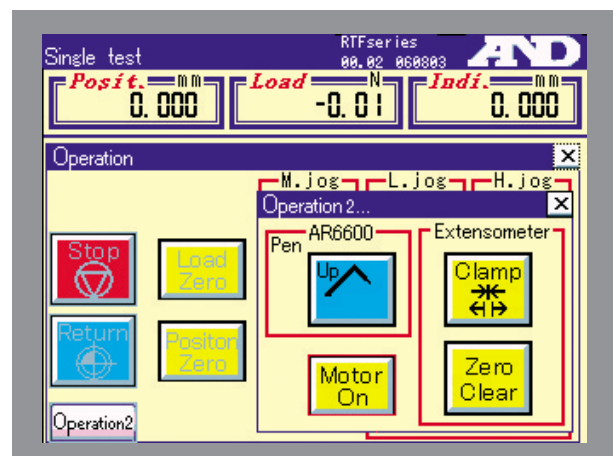 Single test
RTFseries
00.02 060803
AND
Posit. mm
0.000
Load N
-0.01
Indi. mm
0.000
Operation
M.jog L.jog H.jog
Operation 2...
Stop
Load
Zero
Return
Positon
Zero
Operation2
Pen AR6600
Up
Motor
On
Extensometer
Clamp
Zero
Clear